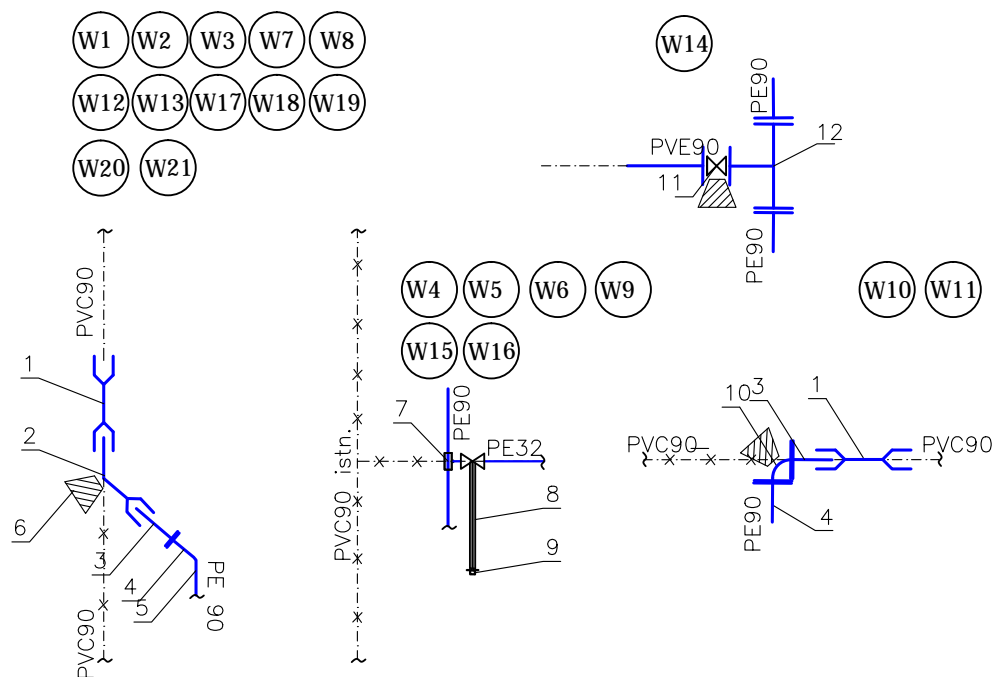 W1 W2 W3 W7 W8
W12 W13 W17 W18 W19
W20 W21
W14
PE90
PVE90
12
11
PE90
W4 W5 W6 W9
W15 W16
W10 W11
PVC90
1
2
6
3
4
5
PE 90
PVC90
PVC90 istn.
7
PE90
PE32
8
9
10
3
1
PVC90
PVC90
PE90
4